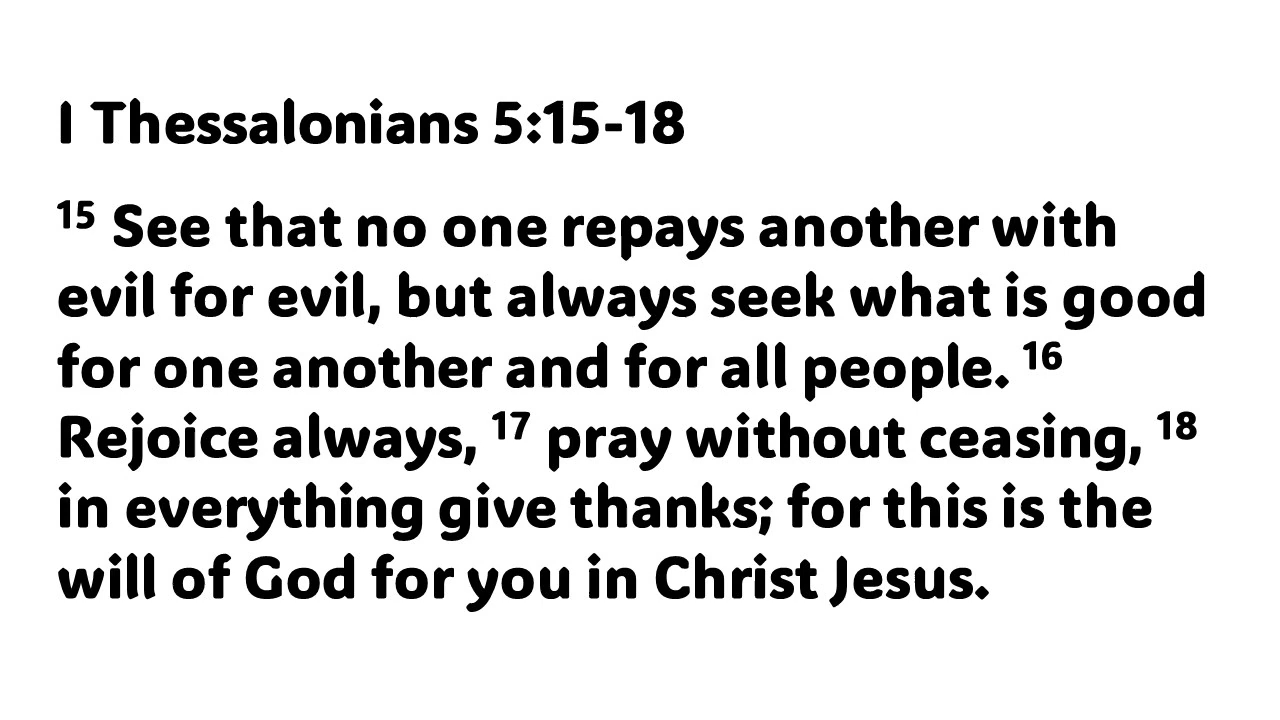 I Thessalonians 5:15-18
15 See that no one repays another with
evil for evil, but always seek what is good
for one another and for all people. 16
Rejoice always, 17 pray without ceasing, 18
in everything give thanks; for this is the
will of God for you in Christ Jesus.